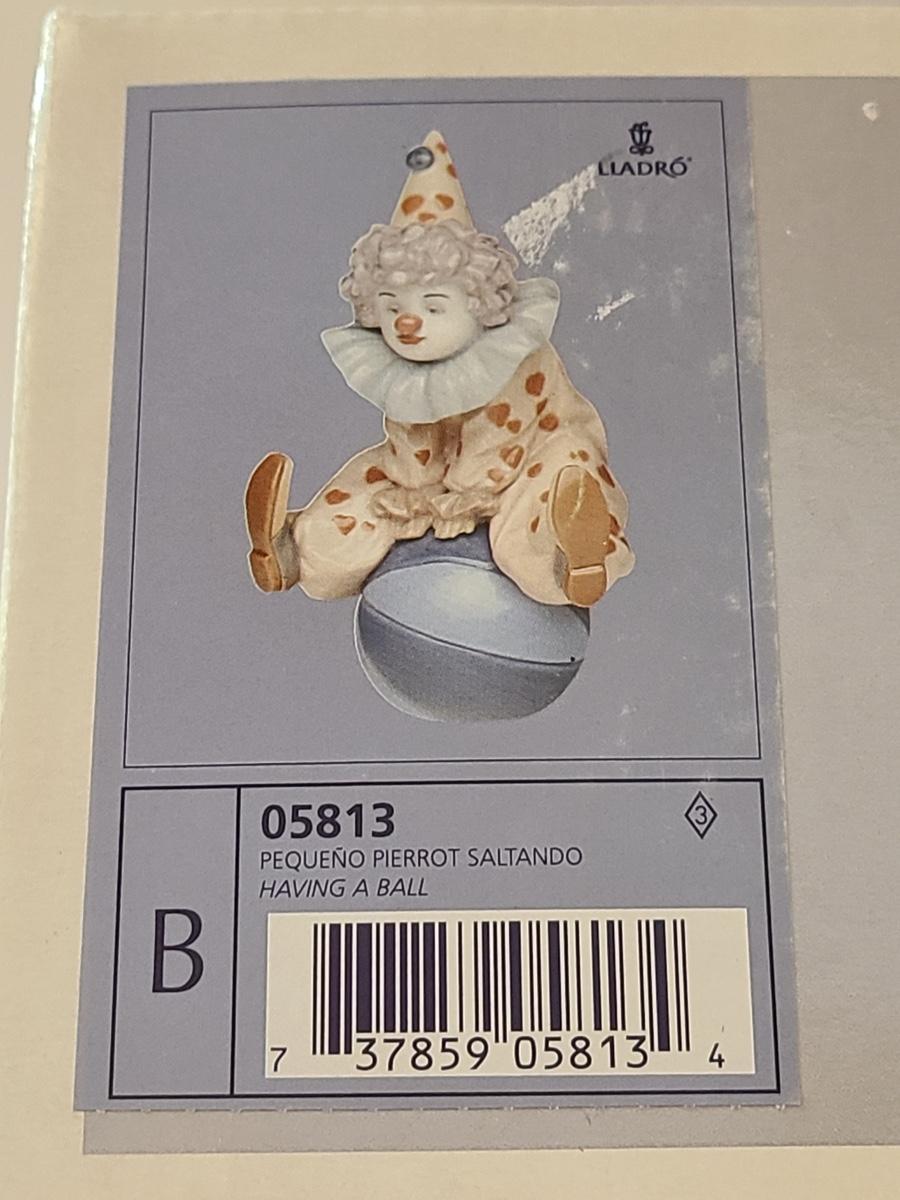 LLADRÓ®
05813
3
PEQUEÑO PIERROT SALTANDO
HAVING A BALL
B
7 37859 05813 4